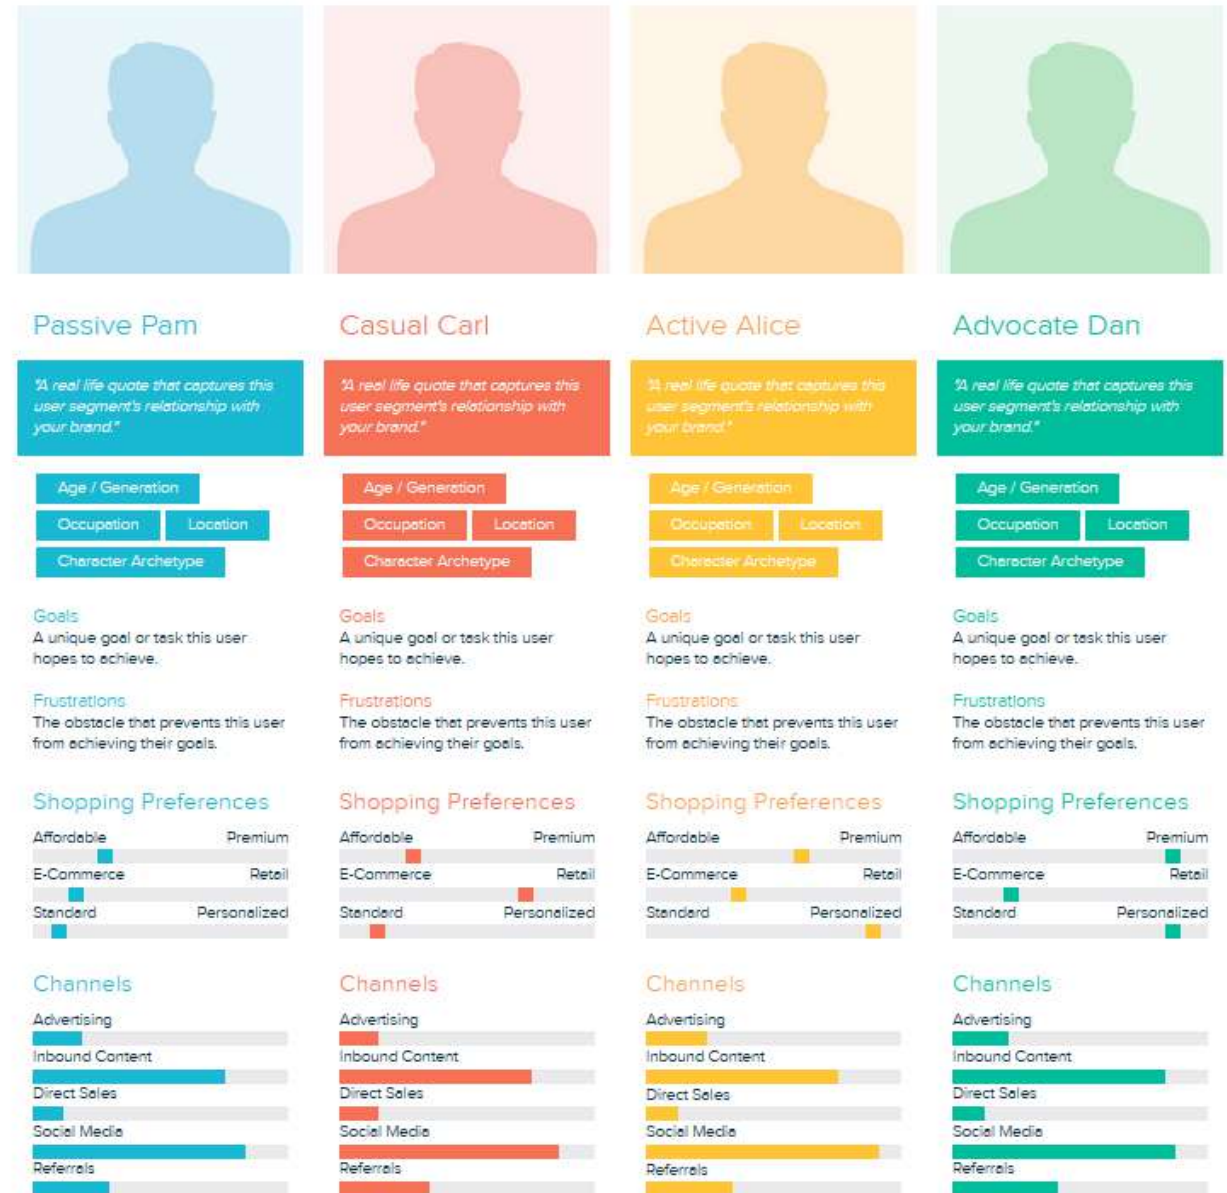 Passive Pam
"A real life quote that captures this
user segment's relationship with
your brand."
Age / Generation
Occupation Location
Character Archetype
Goals
A unique goal or task this user
hopes to achieve.
Frustrations
The obstacle that prevents this user
from achieving their goals.
Shopping Preferences
Affordable Premium
E-Commerce Retail
Standard Personalized
Channels
Advertising
Inbound Content
Direct Sales
Social Media
Referrals
Casual Carl
"A real life quote that captures this
user segment's relationship with
your brand."
Age / Generation
Occupation Location
Character Archetype
Goals
A unique goal or task this user
hopes to achieve.
Frustrations
The obstacle that prevents this user
from achieving their goals.
Shopping Preferences
Affordable Premium
E-Commerce Retail
Standard Personalized
Channels
Advertising
Inbound Content
Direct Sales
Social Media
Referrals
Active Alice
"A real life quote that captures this
user segment's relationship with
your brand."
Age / Generation
Occupation Location
Character Archetype
Goals
A unique goal or task this user
hopes to achieve.
Frustrations
The obstacle that prevents this user
from achieving their goals.
Shopping Preferences
Affordable Premium
E-Commerce Retail
Standard Personalized
Channels
Advertising
Inbound Content
Direct Sales
Social Media
Referrals
Advocate Dan
"A real life quote that captures this
user segment's relationship with
your brand."
Age / Generation
Occupation Location
Character Archetype
Goals
A unique goal or task this user
hopes to achieve.
Frustrations
The obstacle that prevents this user
from achieving their goals.
Shopping Preferences
Affordable Premium
E-Commerce Retail
Standard Personalized
Channels
Advertising
Inbound Content
Direct Sales
Social Media
Referrals